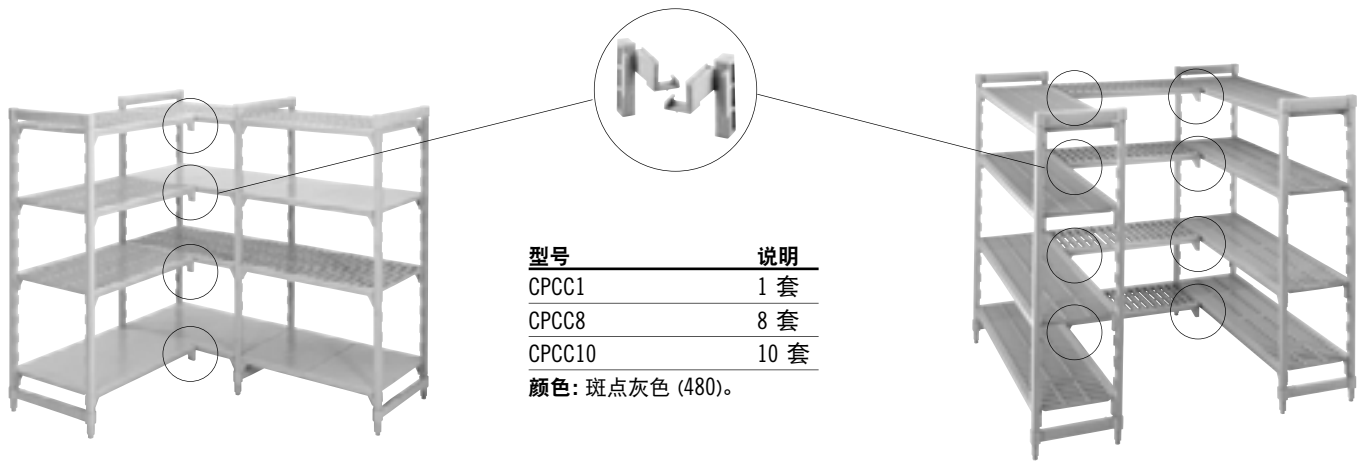 型号 说明
CPCC1 1 套
CPCC8 8 套
CPCC10 10 套
颜色: 斑点灰色 (480)。